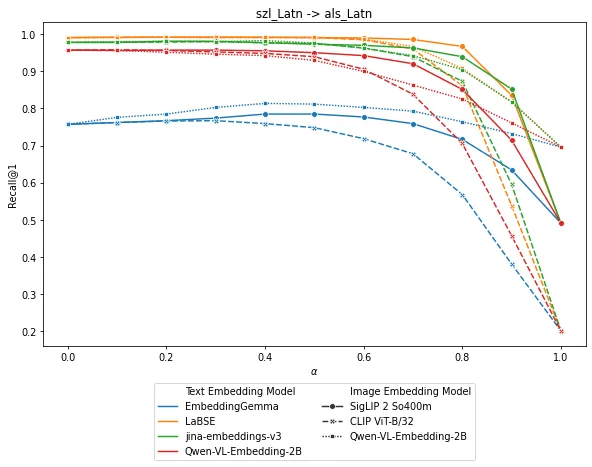 szl_Latn -> als_Latn
Recall@1
1.0
0.9
0.8
0.7
0.6
0.5
0.4
0.3
0.2
0.0 0.2 0.4 0.6 0.8 1.0
α
Text Embedding Model
EmbeddingGemma
LaBSE
jina-embeddings-v3
Qwen-VL-Embedding-2B
Image Embedding Model
SigLIP 2 So400m
CLIP ViT-B/32
Qwen-VL-Embedding-2B